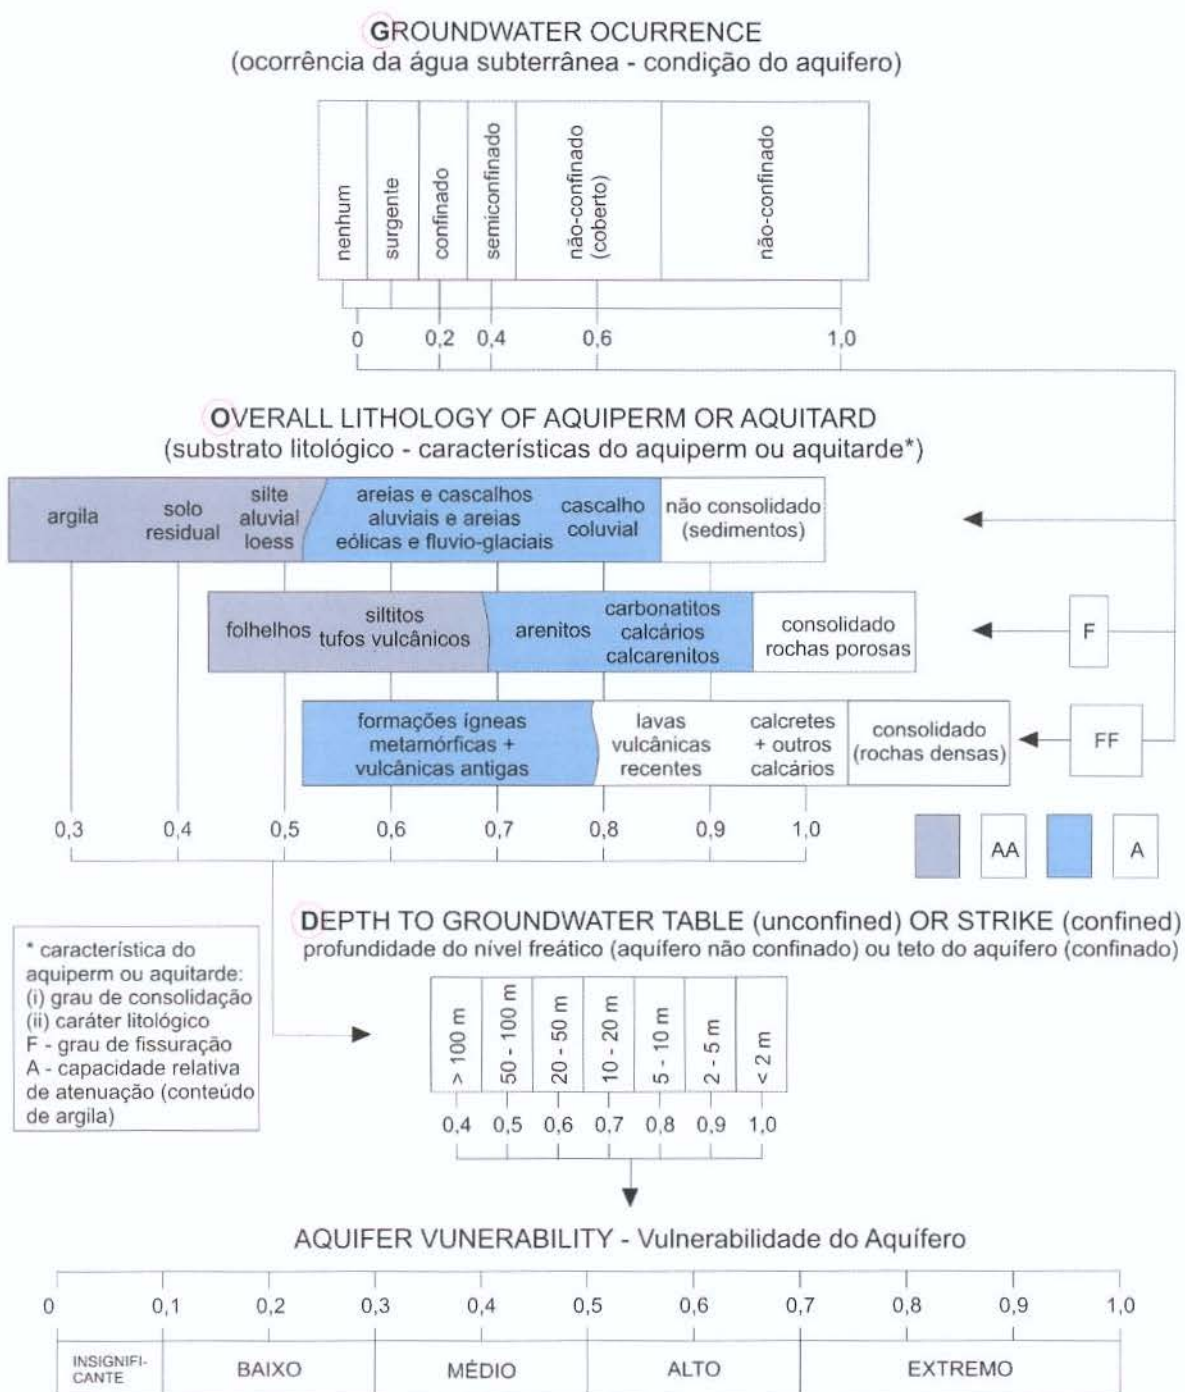 GROUNDWATER OCURRENCE
(ocorrência da água subterrânea - condição do aquifero)
nenhum
surgente
confinado
semiconfinado
não-confinado
(coberto)
não-confinado
0
0,2
0,4
0,6
1,0
OVERALL LITHOLOGY OF AQUIPERM OR AQUITARD
(substrato litológico - características do aquiperm ou aquitarde*)
argila
solo
residual
silte
aluvial
loess
areias e cascalhos
aluviais e areias
eólicas e fluvio-glaciais
cascalho
coluvial
não consolidado
(sedimentos)
folhelhos
siltitos
tufos vulcânicos
arenitos
carbonatitos
calcários
calcarenitos
consolidado
rochas porosas
F
formações ígneas
metamórficas +
vulcânicas antigas
lavas
vulcânicas
recentes
calcretes
+ outros
calcários
consolidado
(rochas densas)
FF
0,3
0,4
0,5
0,6
0,7
0,8
0,9
1,0
AA
A
DEPTH TO GROUNDWATER TABLE (unconfined) OR STRIKE (confined)
profundidade do nível freático (aquífero não confinado) ou teto do aquífero (confinado)
* característica do
aquiperm ou aquitarde:
(i) grau de consolidação
(ii) caráter litológico
F - grau de fissuração
A - capacidade relativa
de atenuação (conteúdo
de argila)
> 100 m
50 - 100 m
20 - 50 m
10 - 20 m
5 - 10 m
2 - 5 m
< 2 m
0,4
0,5
0,6
0,7
0,8
0,9
1,0
AQUIFER VUNERABILITY - Vulnerabilidade do Aquífero
0
0,1
0,2
0,3
0,4
0,5
0,6
0,7
0,8
0,9
1,0
INSIGNIFI-
CANTE
BAIXO
MÉDIO
ALTO
EXTREMO